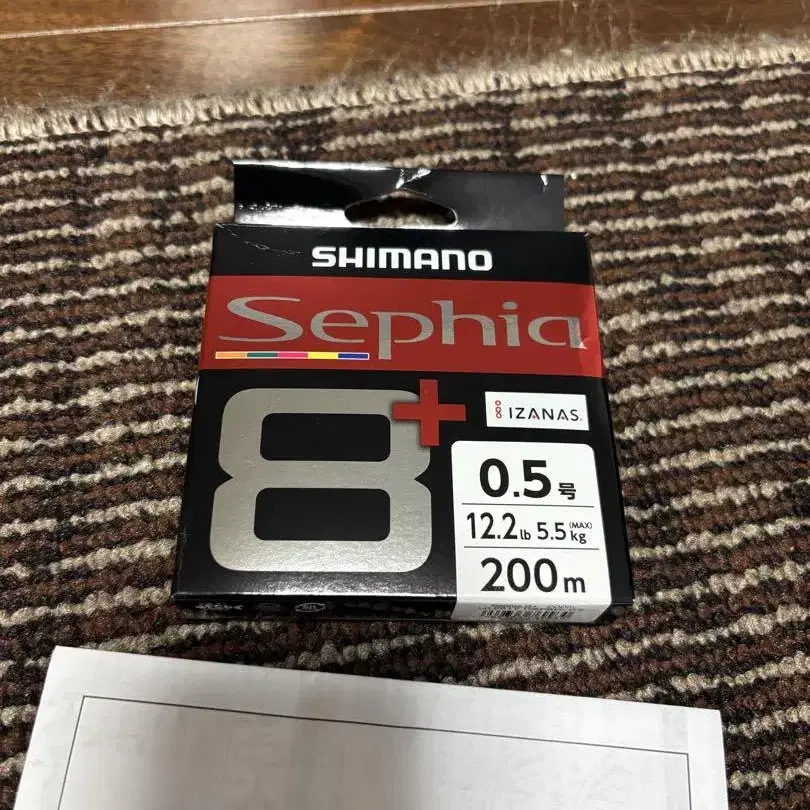 SHIMANO
Sephia
8+
IZANAS
0.5号
12.2lb 5.5kg (MAX)
200m